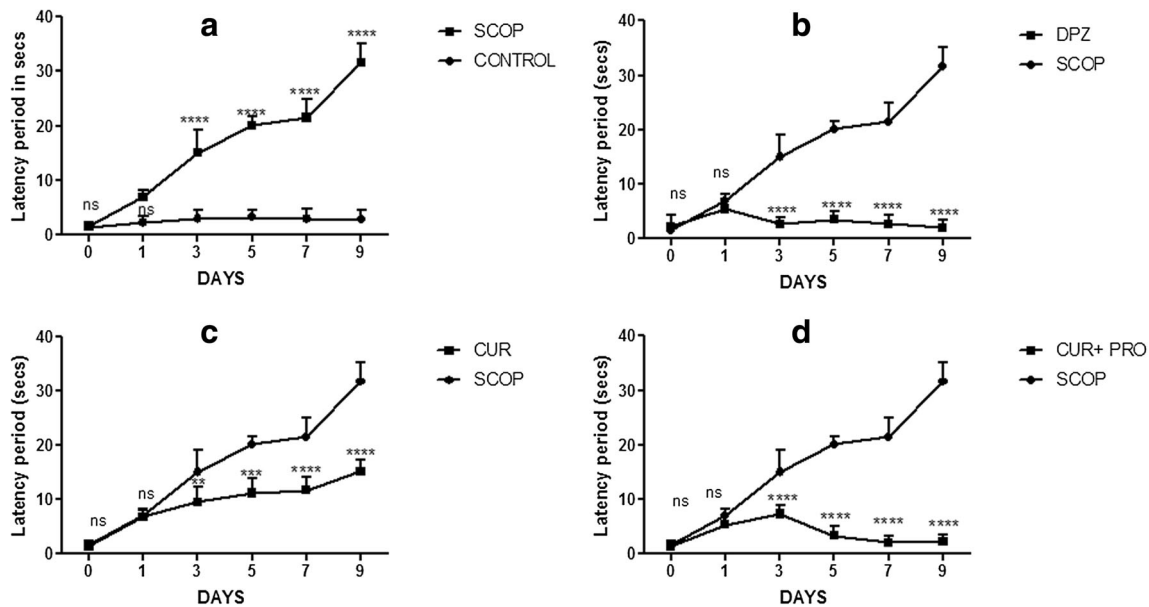 a
SCOP
CONTROL
Latency period in secs
40
30
20
10
0
ns
ns
****
****
****
****
0 1 3 5 7 9
DAYS
b
DPZ
SCOP
Latency period (secs)
40
30
20
10
0
ns
ns
****
****
****
****
0 1 3 5 7 9
DAYS
c
CUR
SCOP
Latency period (secs)
40
30
20
10
0
ns
ns
**
***
****
****
0 1 3 5 7 9
DAYS
d
CUR+ PRO
SCOP
Latency period (secs)
40
30
20
10
0
ns
ns
****
****
****
****
0 1 3 5 7 9
DAYS